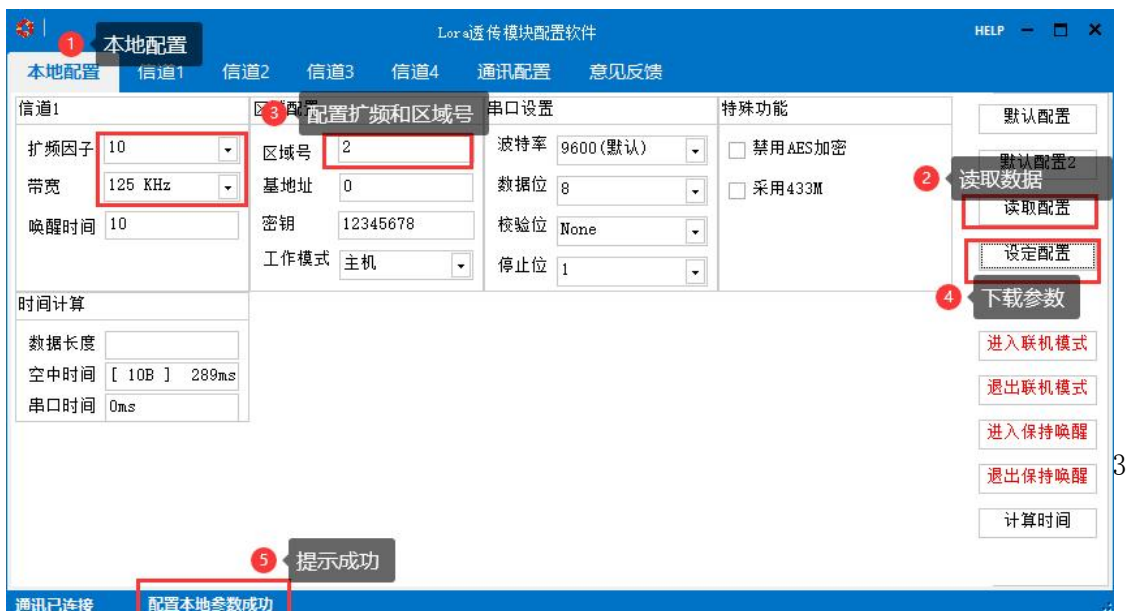 Lora透传模块配置软件 HELP
1 本地配置
本地配置 信道1 信道2 信道3 信道4 通讯配置 意见反馈
信道1
扩频因子 10
带宽 125 KHz
唤醒时间 10
3 配置扩频和区域号
区域号 2
基地址 0
密钥 12345678
工作模式 主机
串口设置
波特率 9600(默认)
数据位 8
校验位 None
停止位 1
特殊功能
禁用AES加密
采用433M
默认配置
默认配置2
2 读取数据
读取配置
设定配置
4 下载参数
进入联机模式
退出联机模式
进入保持唤醒
退出保持唤醒
计算时间
时间计算
数据长度
空中时间 [ 10B ] 289ms
串口时间 0ms
3
5 提示成功
通讯已连接 配置本地参数成功